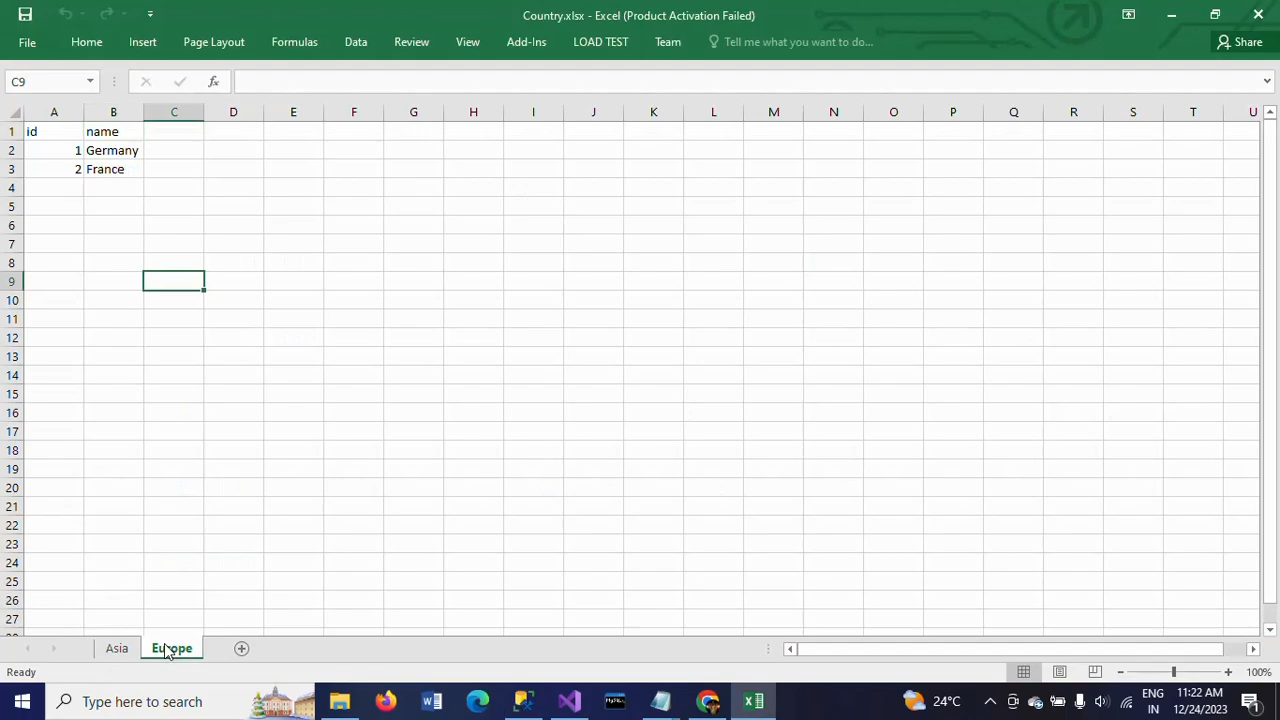 Country.xlsx - Excel (Product Activation Failed)
File Home Insert Page Layout Formulas Data Review View Add-Ins LOAD TEST Team Tell me what you want to do... Share
C9 fx
A B C D E F G H I J K L M N O P Q R S T U
1 id name
2 1 Germany
3 2 France
4
5
6
7
8
9
10
11
12
13
14
15
16
17
18
19
20
21
22
23
24
25
26
27
Asia Europe
Ready 100%
Type here to search 24°C ENG 11:22 AM
IN 12/24/2023 1